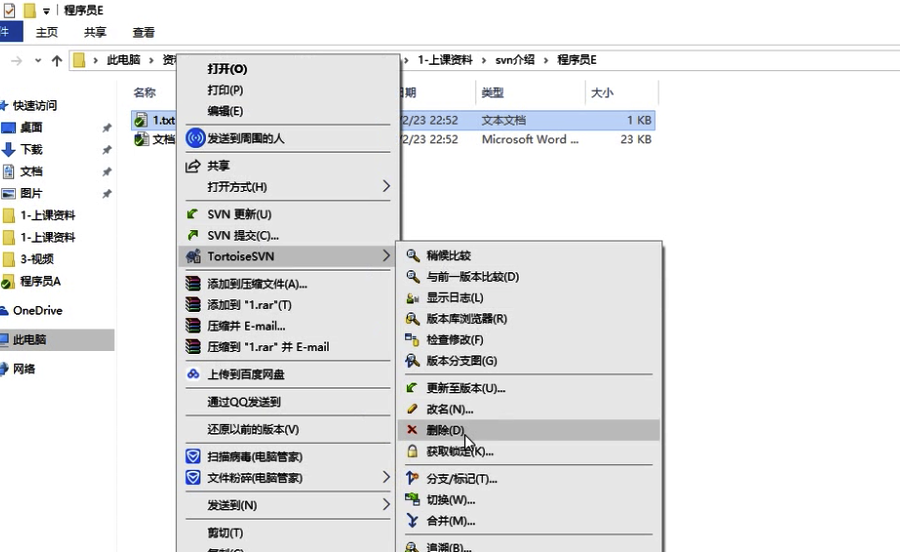 程序员E
件
主页
共享
查看
此电脑
1-上课资料
svn介绍
程序员E
名称
日期
类型
大小
1.txt
2/23 22:52
文本文档
1 KB
文档
2/23 22:52
Microsoft Word ...
23 KB
快速访问
桌面
下载
文档
图片
1-上课资料
1-上课资料
3-视频
程序员A
OneDrive
此电脑
网络
打开(O)
打印(P)
编辑(E)
发送到周围的人
共享
打开方式(H)
SVN 更新(U)
SVN 提交(C)...
TortoiseSVN
添加到压缩文件(A)...
添加到 "1.rar"(T)
压缩并 E-mail...
压缩到 "1.rar" 并 E-mail
上传到百度网盘
通过QQ发送到
还原以前的版本(V)
扫描病毒(电脑管家)
文件粉碎(电脑管家)
发送到(N)
剪切(T)
稍候比较
与前一版本比较(D)
显示日志(L)
版本库浏览器(R)
检查修改(F)
版本分支图(G)
更新至版本(U)...
改名(N)...
删除(D)
获取锁定(K)...
分支/标记(T)...
切换(W)...
合并(M)...
追溯(B)...